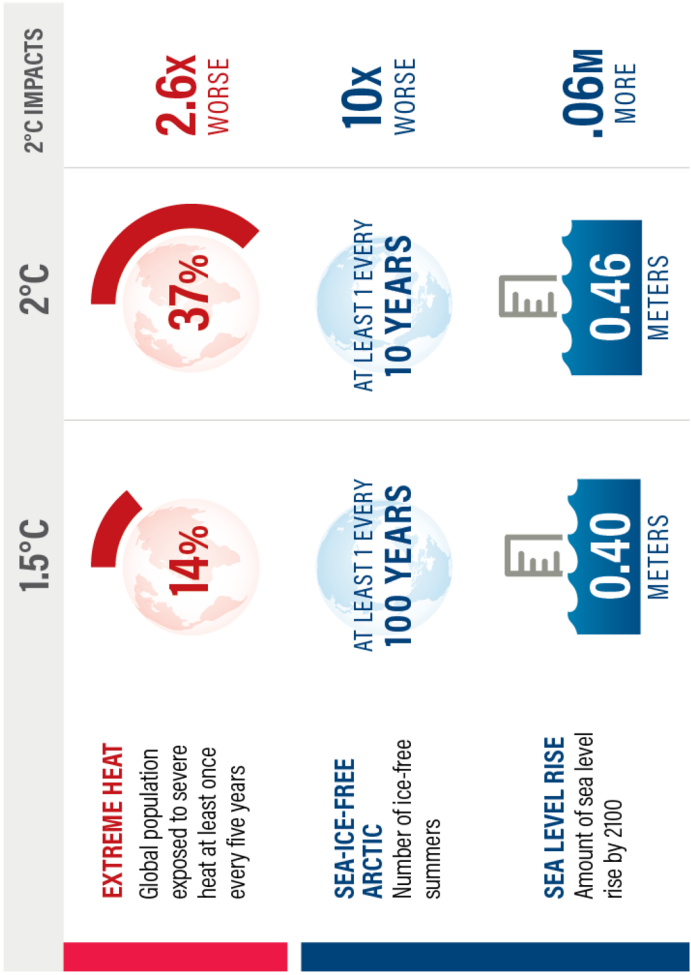 1.5°C
2°C
2°C IMPACTS
EXTREME HEAT
Global population
exposed to severe
heat at least once
every five years
14%
37%
2.6X
WORSE
SEA-ICE-FREE
ARCTIC
Number of ice-free
summers
AT LEAST 1 EVERY
100 YEARS
AT LEAST 1 EVERY
10 YEARS
10X
WORSE
SEA LEVEL RISE
Amount of sea level
rise by 2100
0.40
METERS
0.46
METERS
.06M
MORE